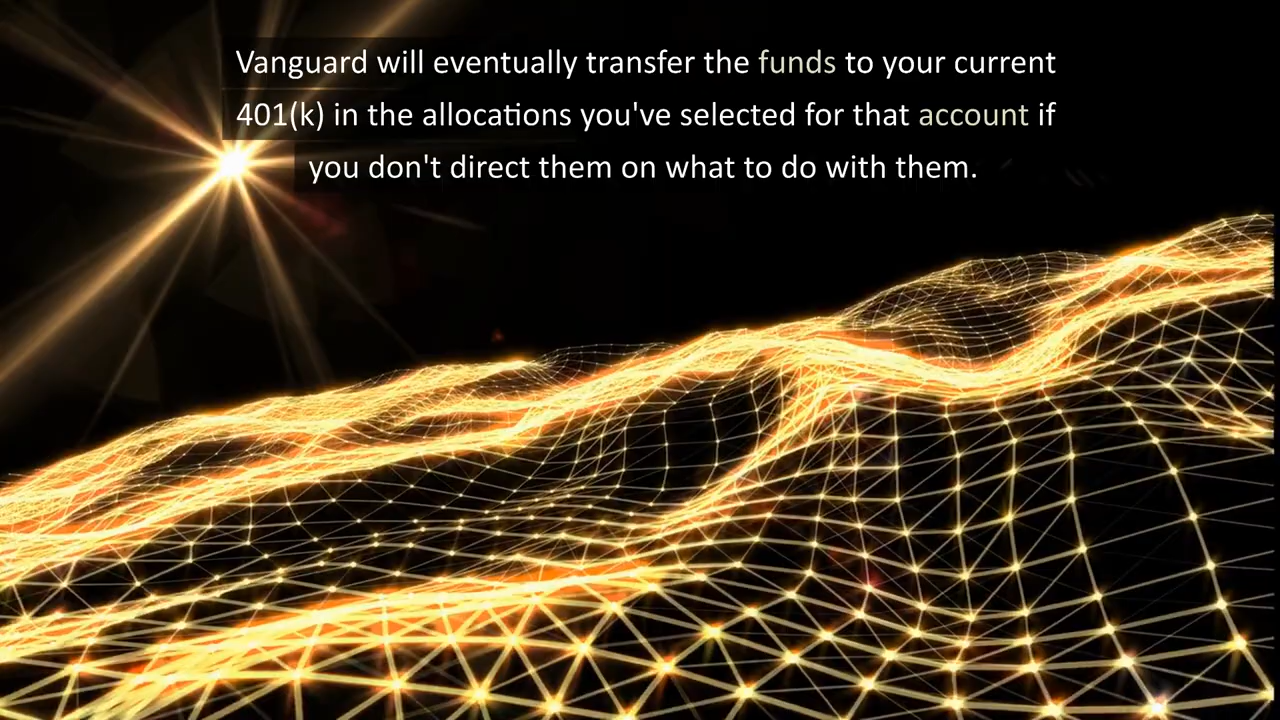 Vanguard will eventually transfer the funds to your current
401(k) in the allocations you've selected for that account if
you don't direct them on what to do with them.